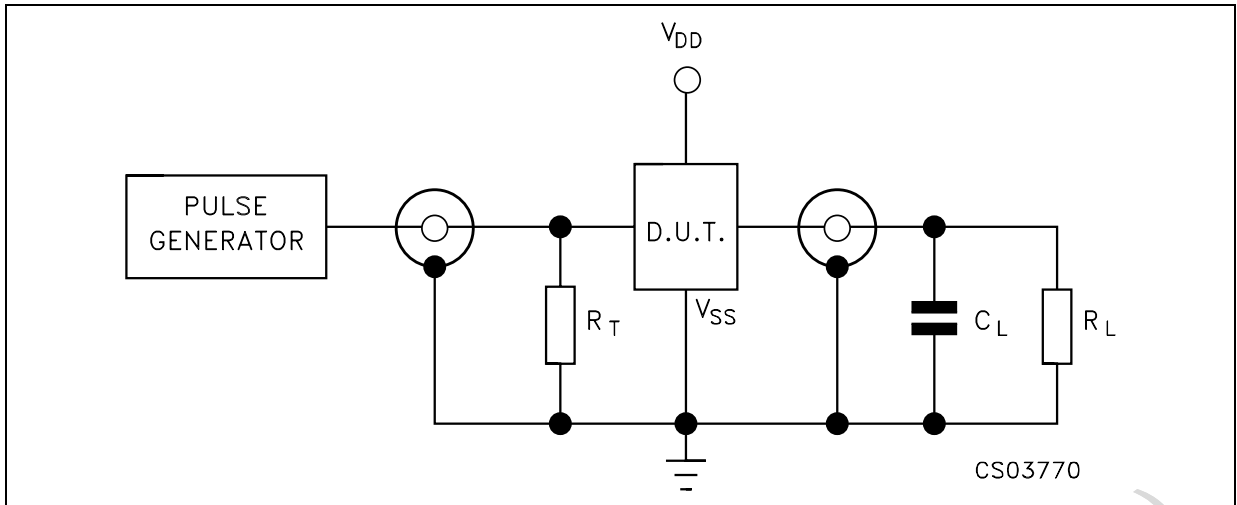 VDD
PULSE
GENERATOR
D.U.T.
VSS
RT
CL
RL
CS03770